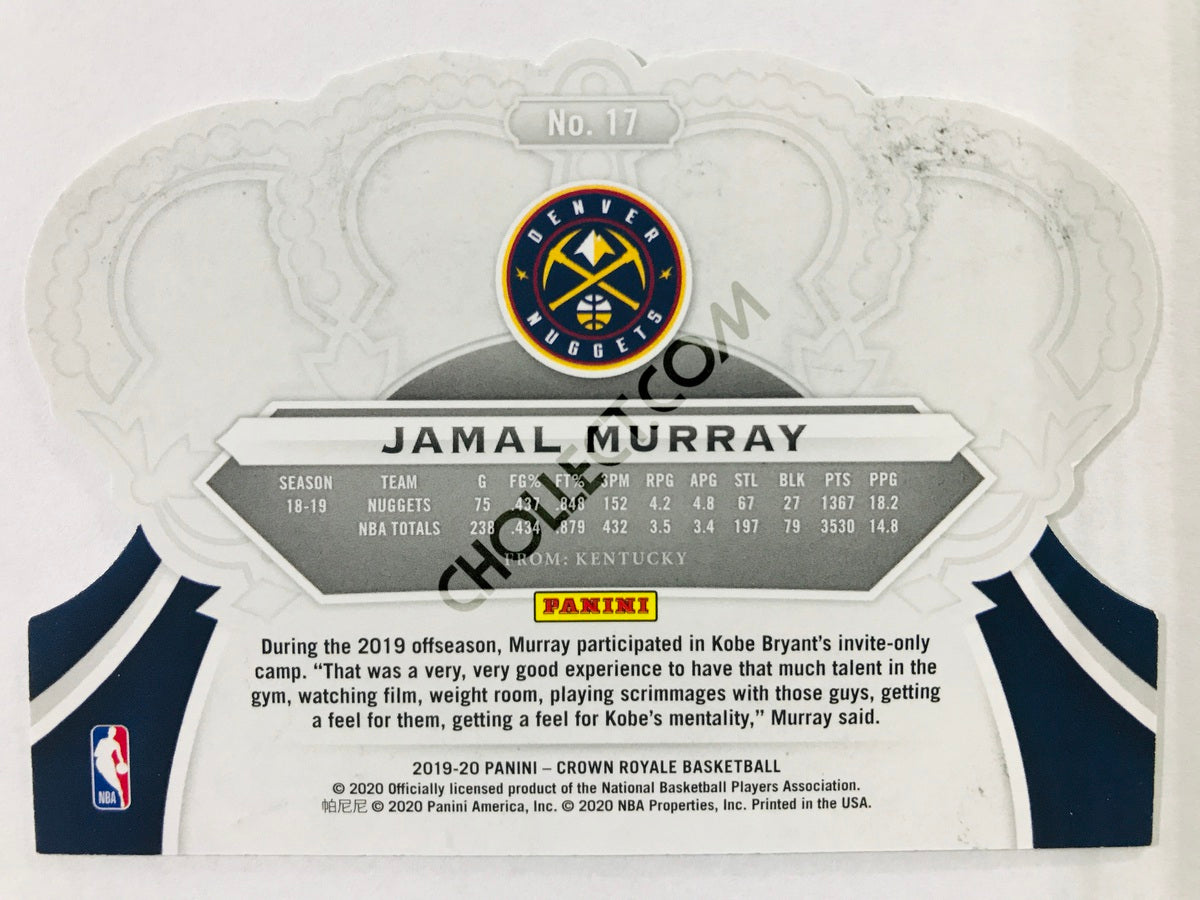 No. 17
DENVER
NUGGETS
JAMAL MURRAY
SEASON TEAM G FG% FT% 3PM RPG APG STL BLK PTS PPG
18-19 NUGGETS 75 .437 .848 152 4.2 4.8 67 27 1367 18.2
NBA TOTALS 238 .434 .879 432 3.5 3.4 197 79 3530 14.8
FROM: KENTUCKY
CHOLLECT.COM
PANINI
During the 2019 offseason, Murray participated in Kobe Bryant's invite-only
camp. “That was a very, very good experience to have that much talent in the
gym, watching film, weight room, playing scrimmages with those guys, getting
a feel for them, getting a feel for Kobe's mentality,” Murray said.
NBA
2019-20 PANINI – CROWN ROYALE BASKETBALL
© 2020 Officially licensed product of the National Basketball Players Association.
帕尼尼 © 2020 Panini America, Inc. © 2020 NBA Properties, Inc. Printed in the USA.